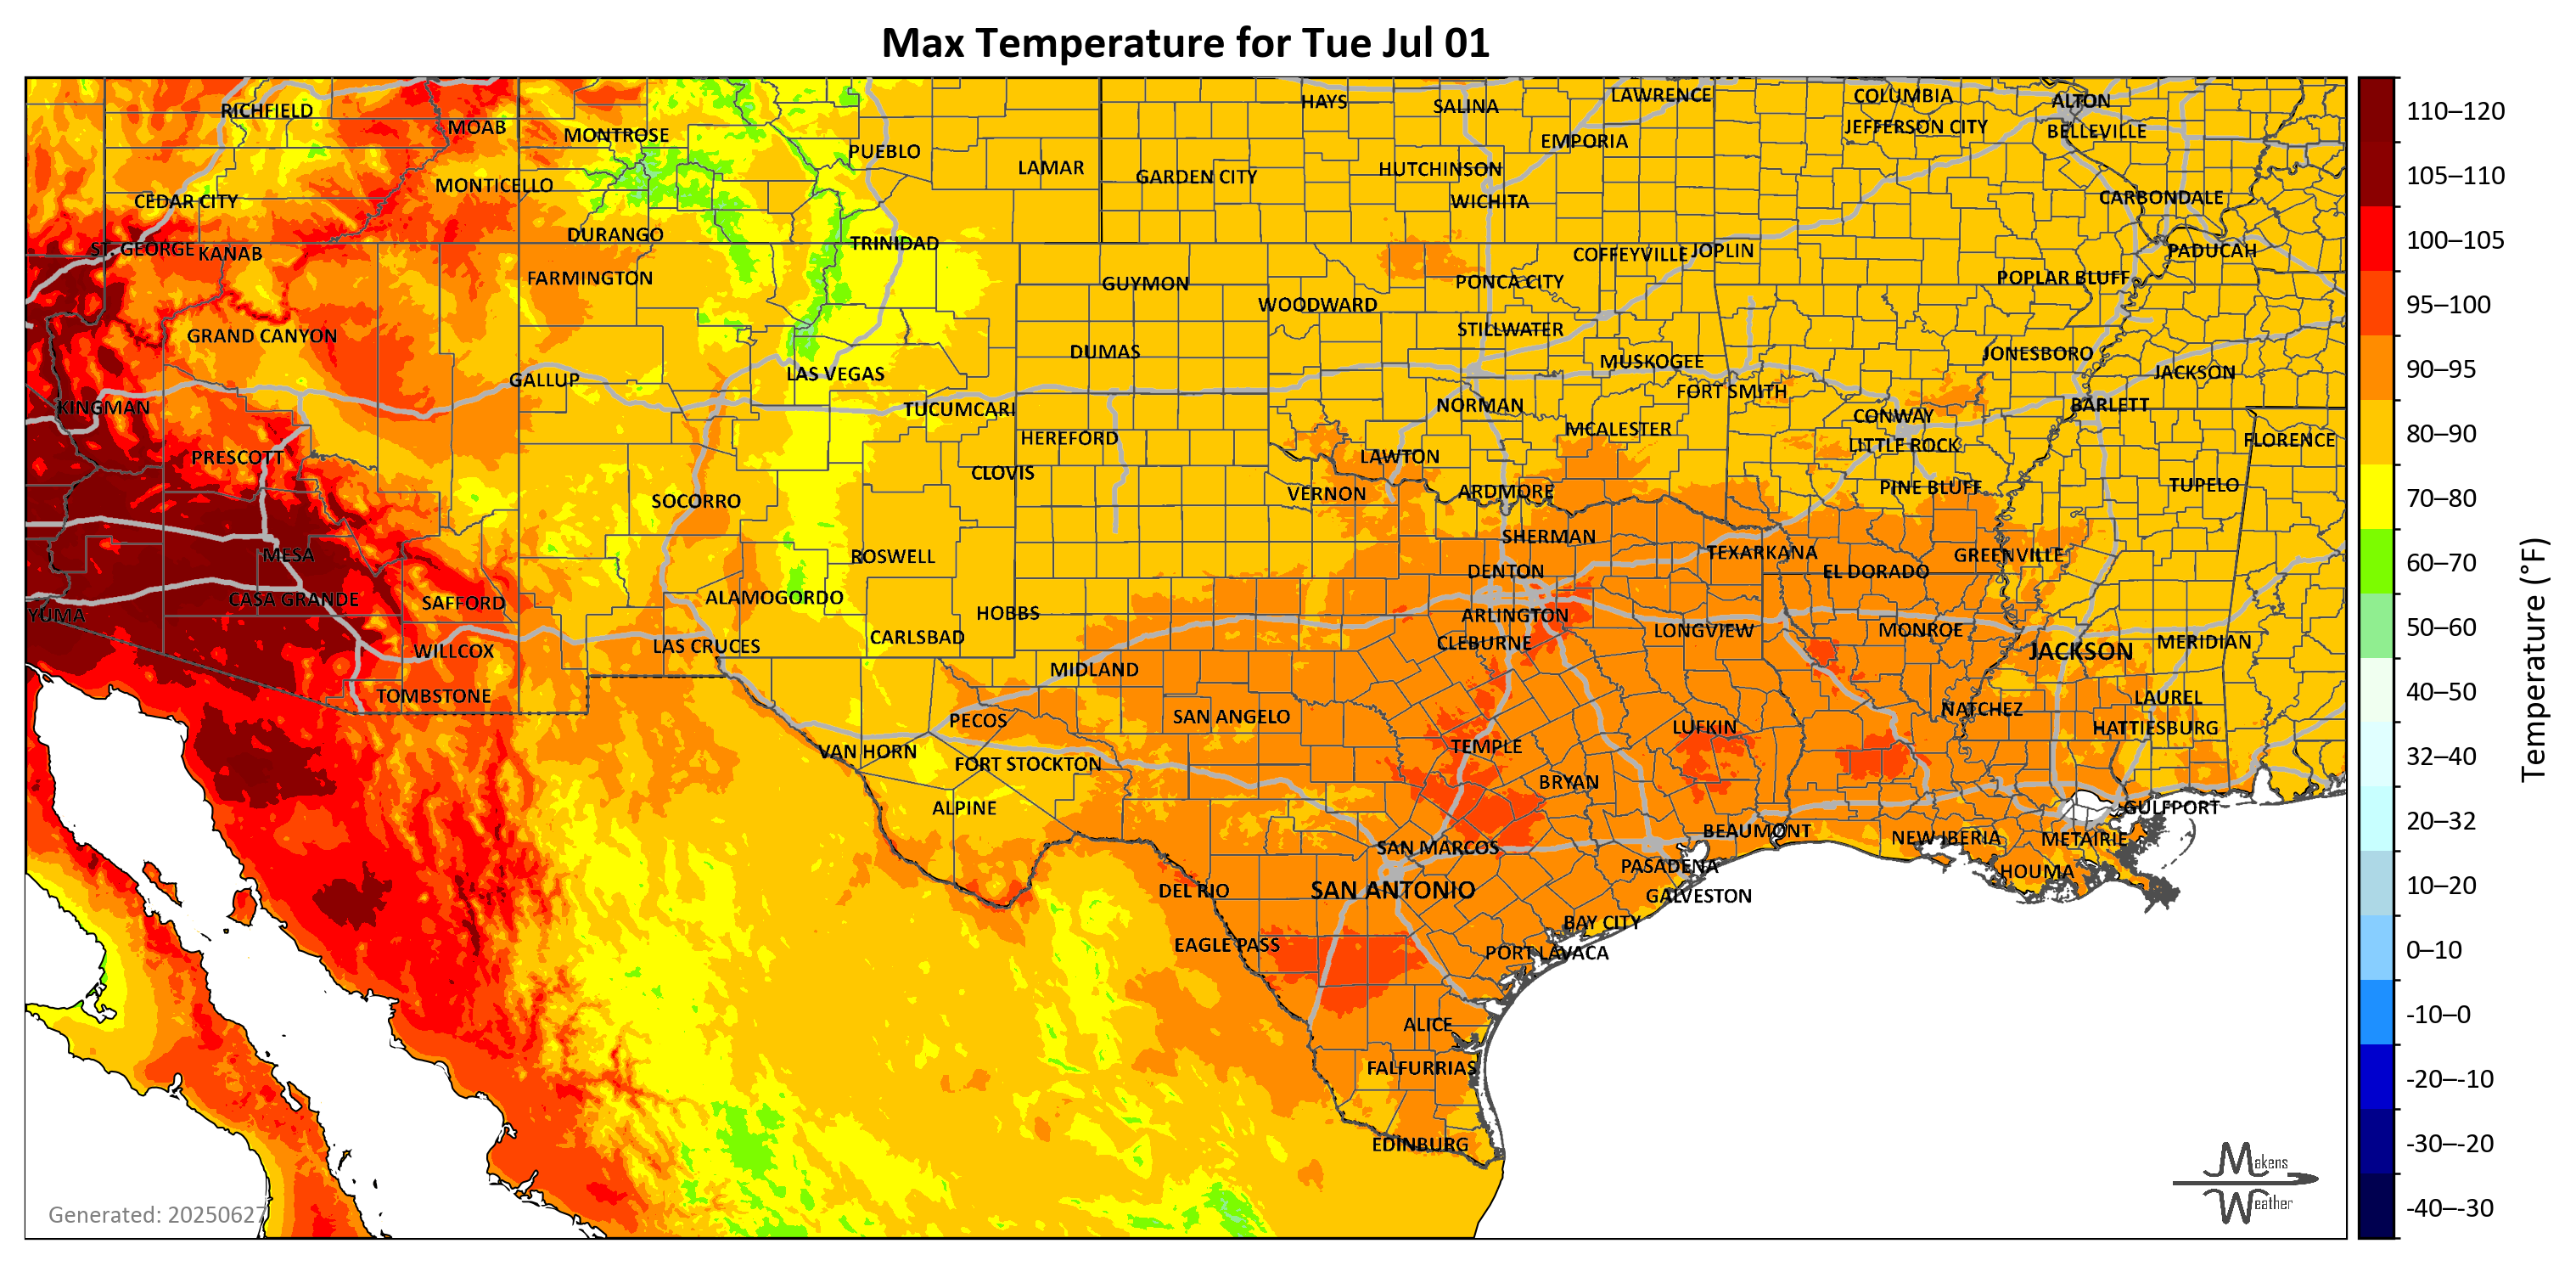 Max Temperature for Tue Jul 01
RICHFIELD
MOAB
MONTROSE
PUEBLO
LAMAR
HAYS
SALINA
LAWRENCE
COLUMBIA
ALTON
GARDEN CITY
HUTCHINSON
EMPORIA
JEFFERSON CITY
BELLEVILLE
CEDAR CITY
MONTICELLO
WICHITA
CARBONDALE
ST. GEORGE
KANAB
DURANGO
TRINIDAD
COFFEYVILLE
JOPLIN
PADUCAH
FARMINGTON
GUYMON
WOODWARD
PONCA CITY
POPLAR BLUFF
GRAND CANYON
DUMAS
STILLWATER
MUSKOGEE
JONESBORO
GALLUP
LAS VEGAS
FORT SMITH
JACKSON
KINGMAN
TUCUMCARI
NORMAN
CONWAY
BARLETT
PRESCOTT
HEREFORD
LAWTON
MCALESTER
LITTLE ROCK
FLORENCE
SOCORRO
CLOVIS
VERNON
ARDMORE
PINE BLUFF
TUPELO
MESA
ROSWELL
SHERMAN
TEXARKANA
GREENVILLE
YUMA
CASA GRANDE
SAFFORD
ALAMOGORDO
HOBBS
DENTON
EL DORADO
ARLINGTON
WILLCOX
LAS CRUCES
CARLSBAD
CLEBURNE
LONGVIEW
MONROE
JACKSON
MERIDIAN
TOMBSTONE
MIDLAND
PECOS
SAN ANGELO
LUFKIN
NATCHEZ
LAUREL
HATTIESBURG
VAN HORN
FORT STOCKTON
TEMPLE
BRYAN
ALPINE
SAN MARCOS
BEAUMONT
NEW IBERIA
METAIRIE
GULFPORT
DEL RIO
SAN ANTONIO
PASADENA
GALVESTON
HOUMA
EAGLE PASS
BAY CITY
PORT LAVACA
ALICE
FALFURRIAS
EDINBURG
Generated: 20250627
Makens
Weather
110–120
105–110
100–105
95–100
90–95
80–90
70–80
60–70
50–60
40–50
32–40
20–32
10–20
0–10
-10–0
-20–-10
-30–-20
-40–-30
Temperature (°F)